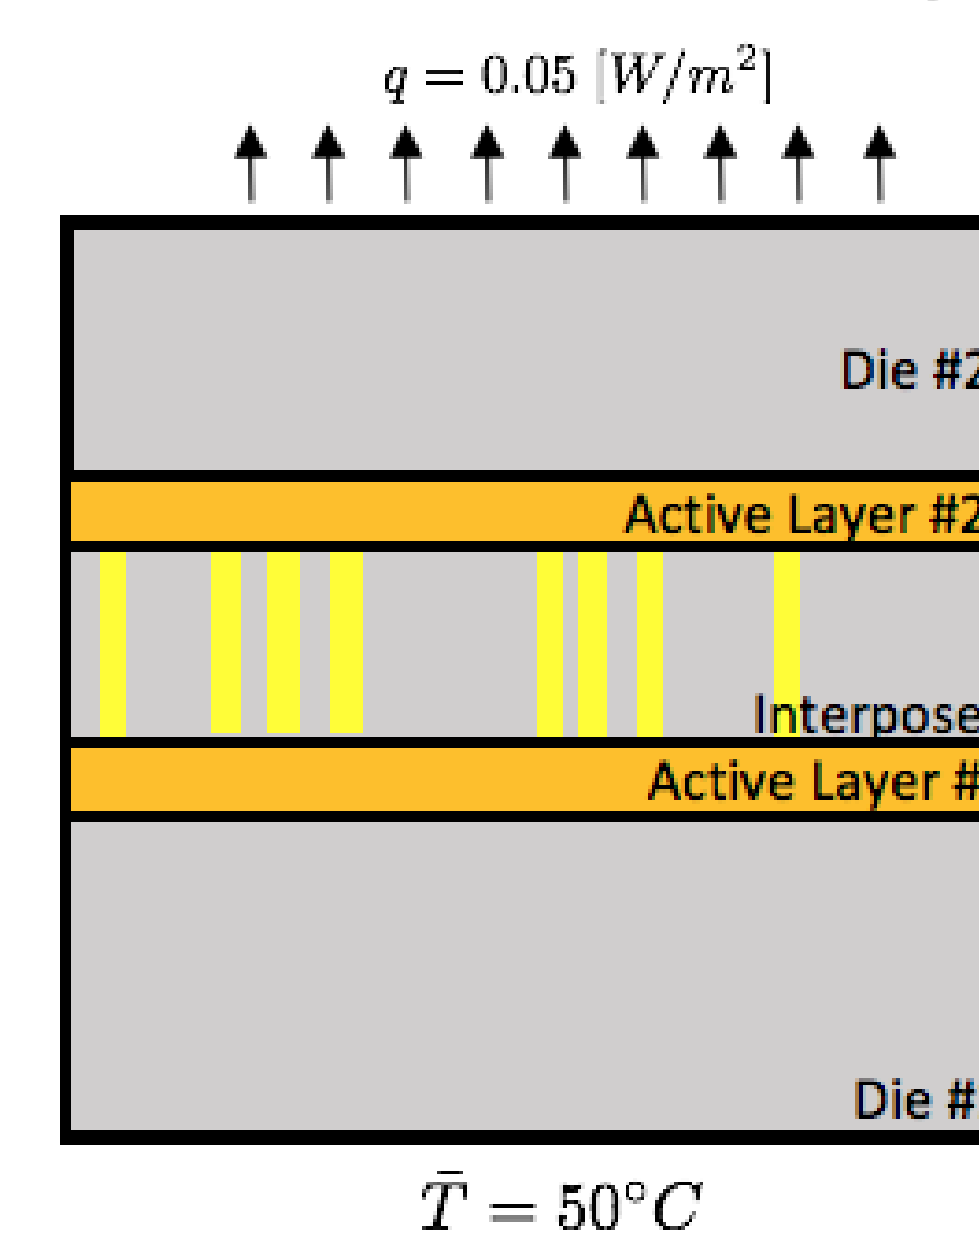 q = 0.05 [W/m²]
Die #2
Active Layer #2
Interpose
Active Layer #
Die #
T̄ = 50°C